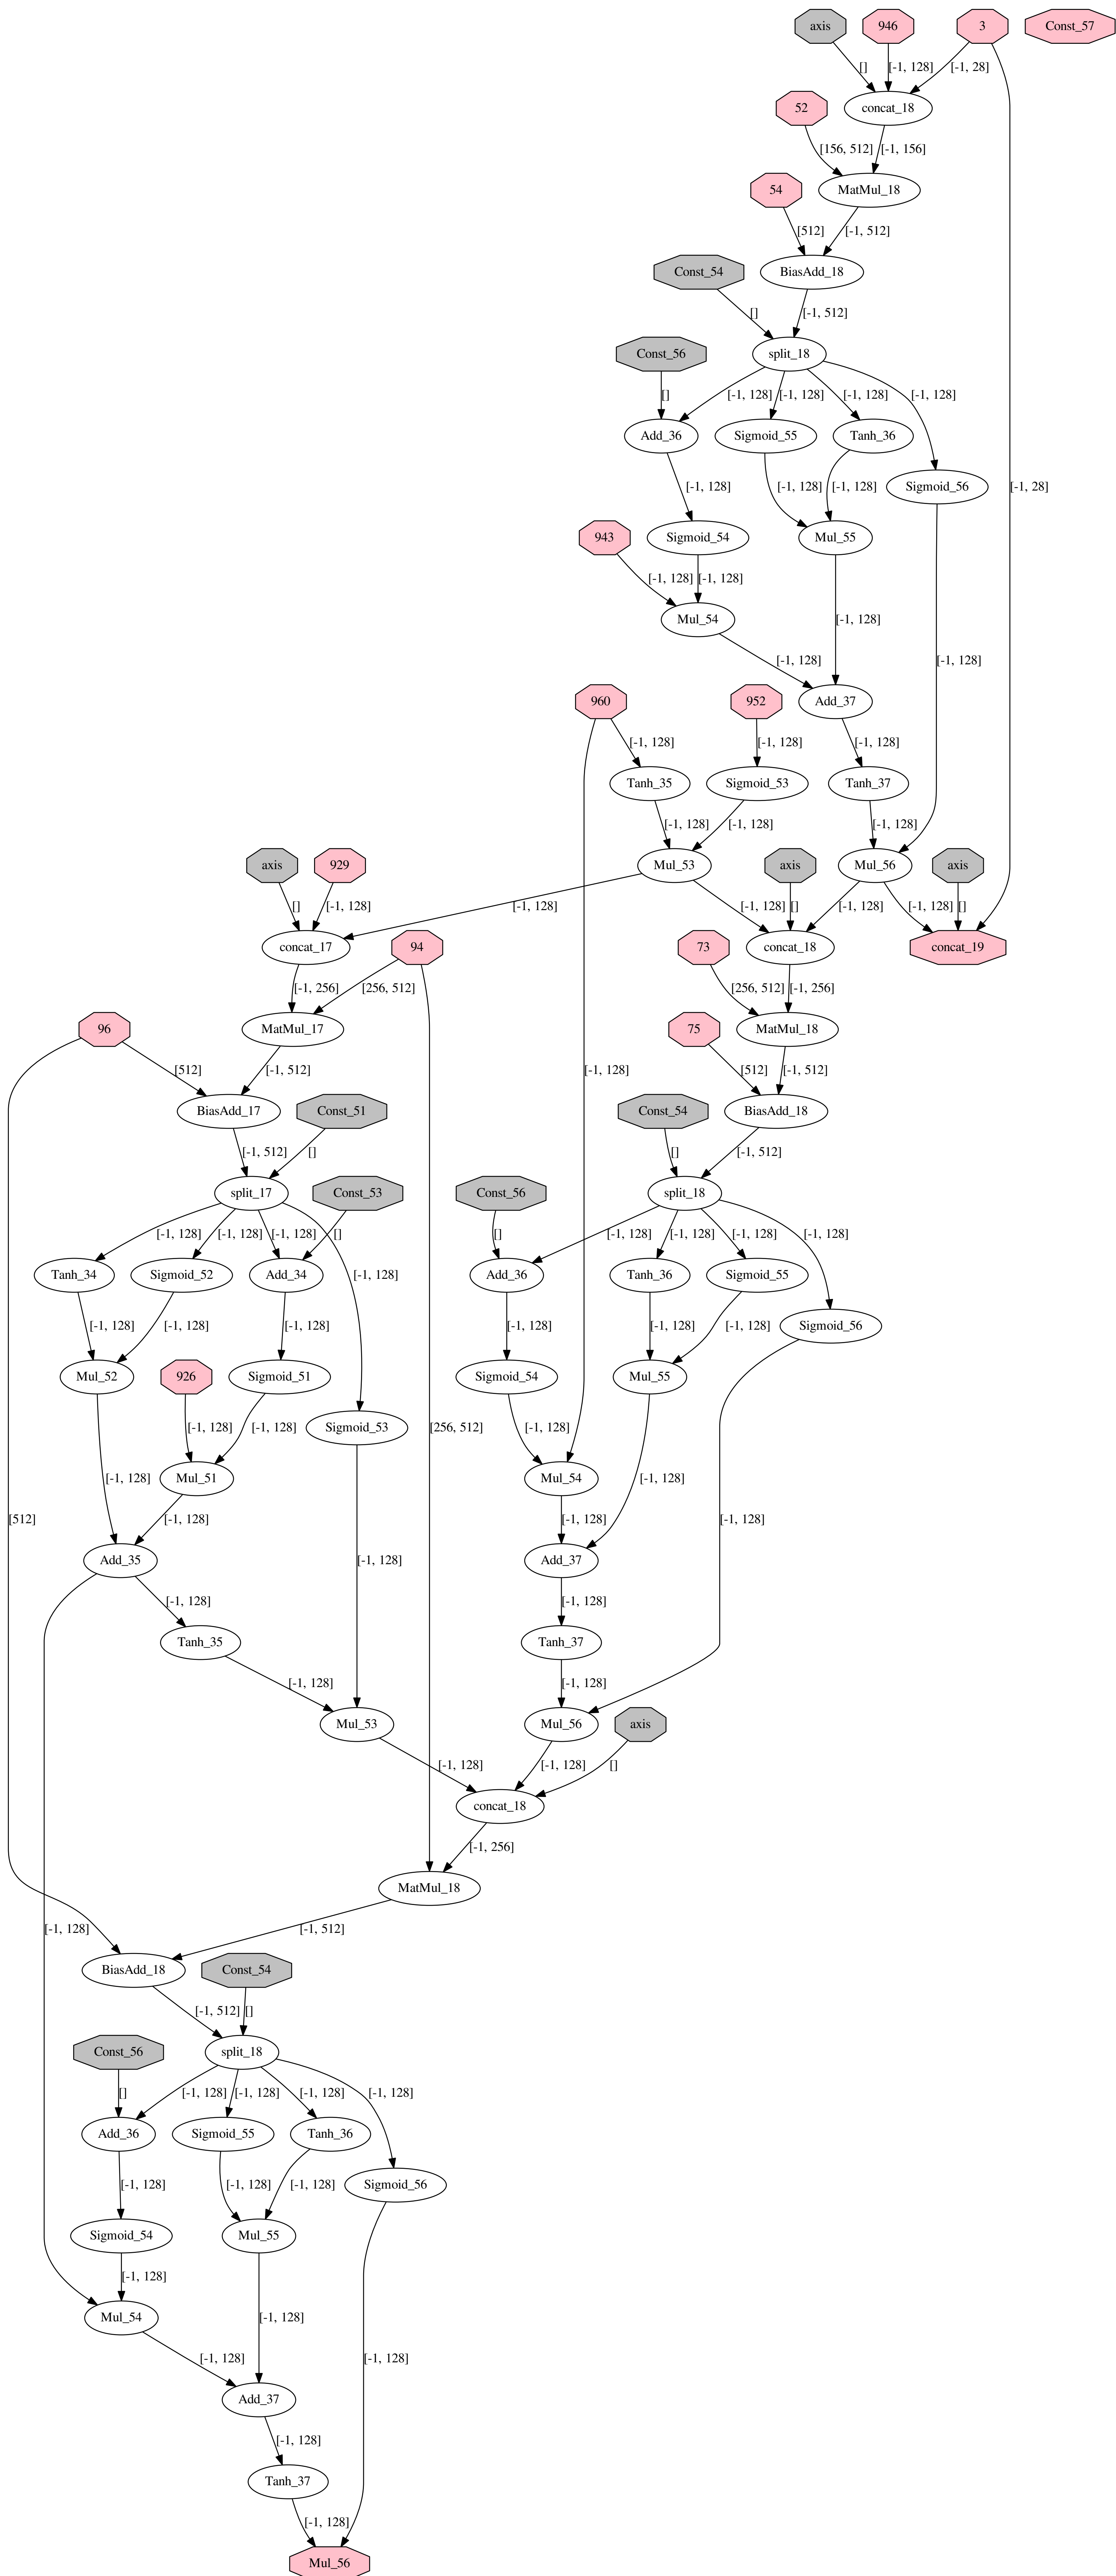 axis
946
3
Const_57
[]
[-1, 128]
[-1, 28]
52
concat_18
[156, 512]
[-1, 156]
54
MatMul_18
[512]
[-1, 512]
Const_54
BiasAdd_18
[]
[-1, 512]
Const_56
split_18
[]
[-1, 128]
[-1, 128]
[-1, 128]
[-1, 128]
Add_36
Sigmoid_55
Tanh_36
[-1, 128]
[-1, 128]
[-1, 128]
Sigmoid_56
[-1, 28]
943
Sigmoid_54
Mul_55
[-1, 128]
[-1, 128]
Mul_54
[-1, 128]
[-1, 128]
[-1, 128]
960
952
Add_37
[-1, 128]
[-1, 128]
[-1, 128]
Tanh_35
Sigmoid_53
Tanh_37
[-1, 128]
[-1, 128]
[-1, 128]
axis
929
Mul_53
axis
Mul_56
axis
[]
[-1, 128]
[-1, 128]
[-1, 128]
[]
[-1, 128]
[-1, 128]
[]
concat_17
94
73
concat_18
concat_19
[-1, 256]
[256, 512]
[256, 512]
[-1, 256]
96
MatMul_17
75
MatMul_18
[512]
[-1, 512]
[-1, 128]
[512]
[-1, 512]
BiasAdd_17
Const_51
Const_54
BiasAdd_18
[-1, 512]
[]
[]
[-1, 512]
split_17
Const_53
Const_56
split_18
[-1, 128]
[-1, 128]
[-1, 128]
[]
[]
[-1, 128]
[-1, 128]
[-1, 128]
[-1, 128]
Tanh_34
Sigmoid_52
Add_34
[-1, 128]
Add_36
Tanh_36
Sigmoid_55
[-1, 128]
[-1, 128]
[-1, 128]
[-1, 128]
[-1, 128]
[-1, 128]
Sigmoid_56
Mul_52
926
Sigmoid_51
Sigmoid_54
Mul_55
[-1, 128]
[-1, 128]
Sigmoid_53
[256, 512]
[-1, 128]
[-1, 128]
Mul_51
Mul_54
[-1, 128]
[512]
[-1, 128]
[-1, 128]
[-1, 128]
Add_35
[-1, 128]
Add_37
[-1, 128]
[-1, 128]
Tanh_35
Tanh_37
[-1, 128]
[-1, 128]
Mul_53
Mul_56
axis
[-1, 128]
[-1, 128]
[]
concat_18
[-1, 256]
MatMul_18
[-1, 128]
[-1, 512]
BiasAdd_18
Const_54
[-1, 512]
[]
Const_56
split_18
[]
[-1, 128]
[-1, 128]
[-1, 128]
[-1, 128]
Add_36
Sigmoid_55
Tanh_36
[-1, 128]
[-1, 128]
[-1, 128]
Sigmoid_56
Sigmoid_54
Mul_55
[-1, 128]
Mul_54
[-1, 128]
[-1, 128]
[-1, 128]
Add_37
[-1, 128]
Tanh_37
[-1, 128]
Mul_56